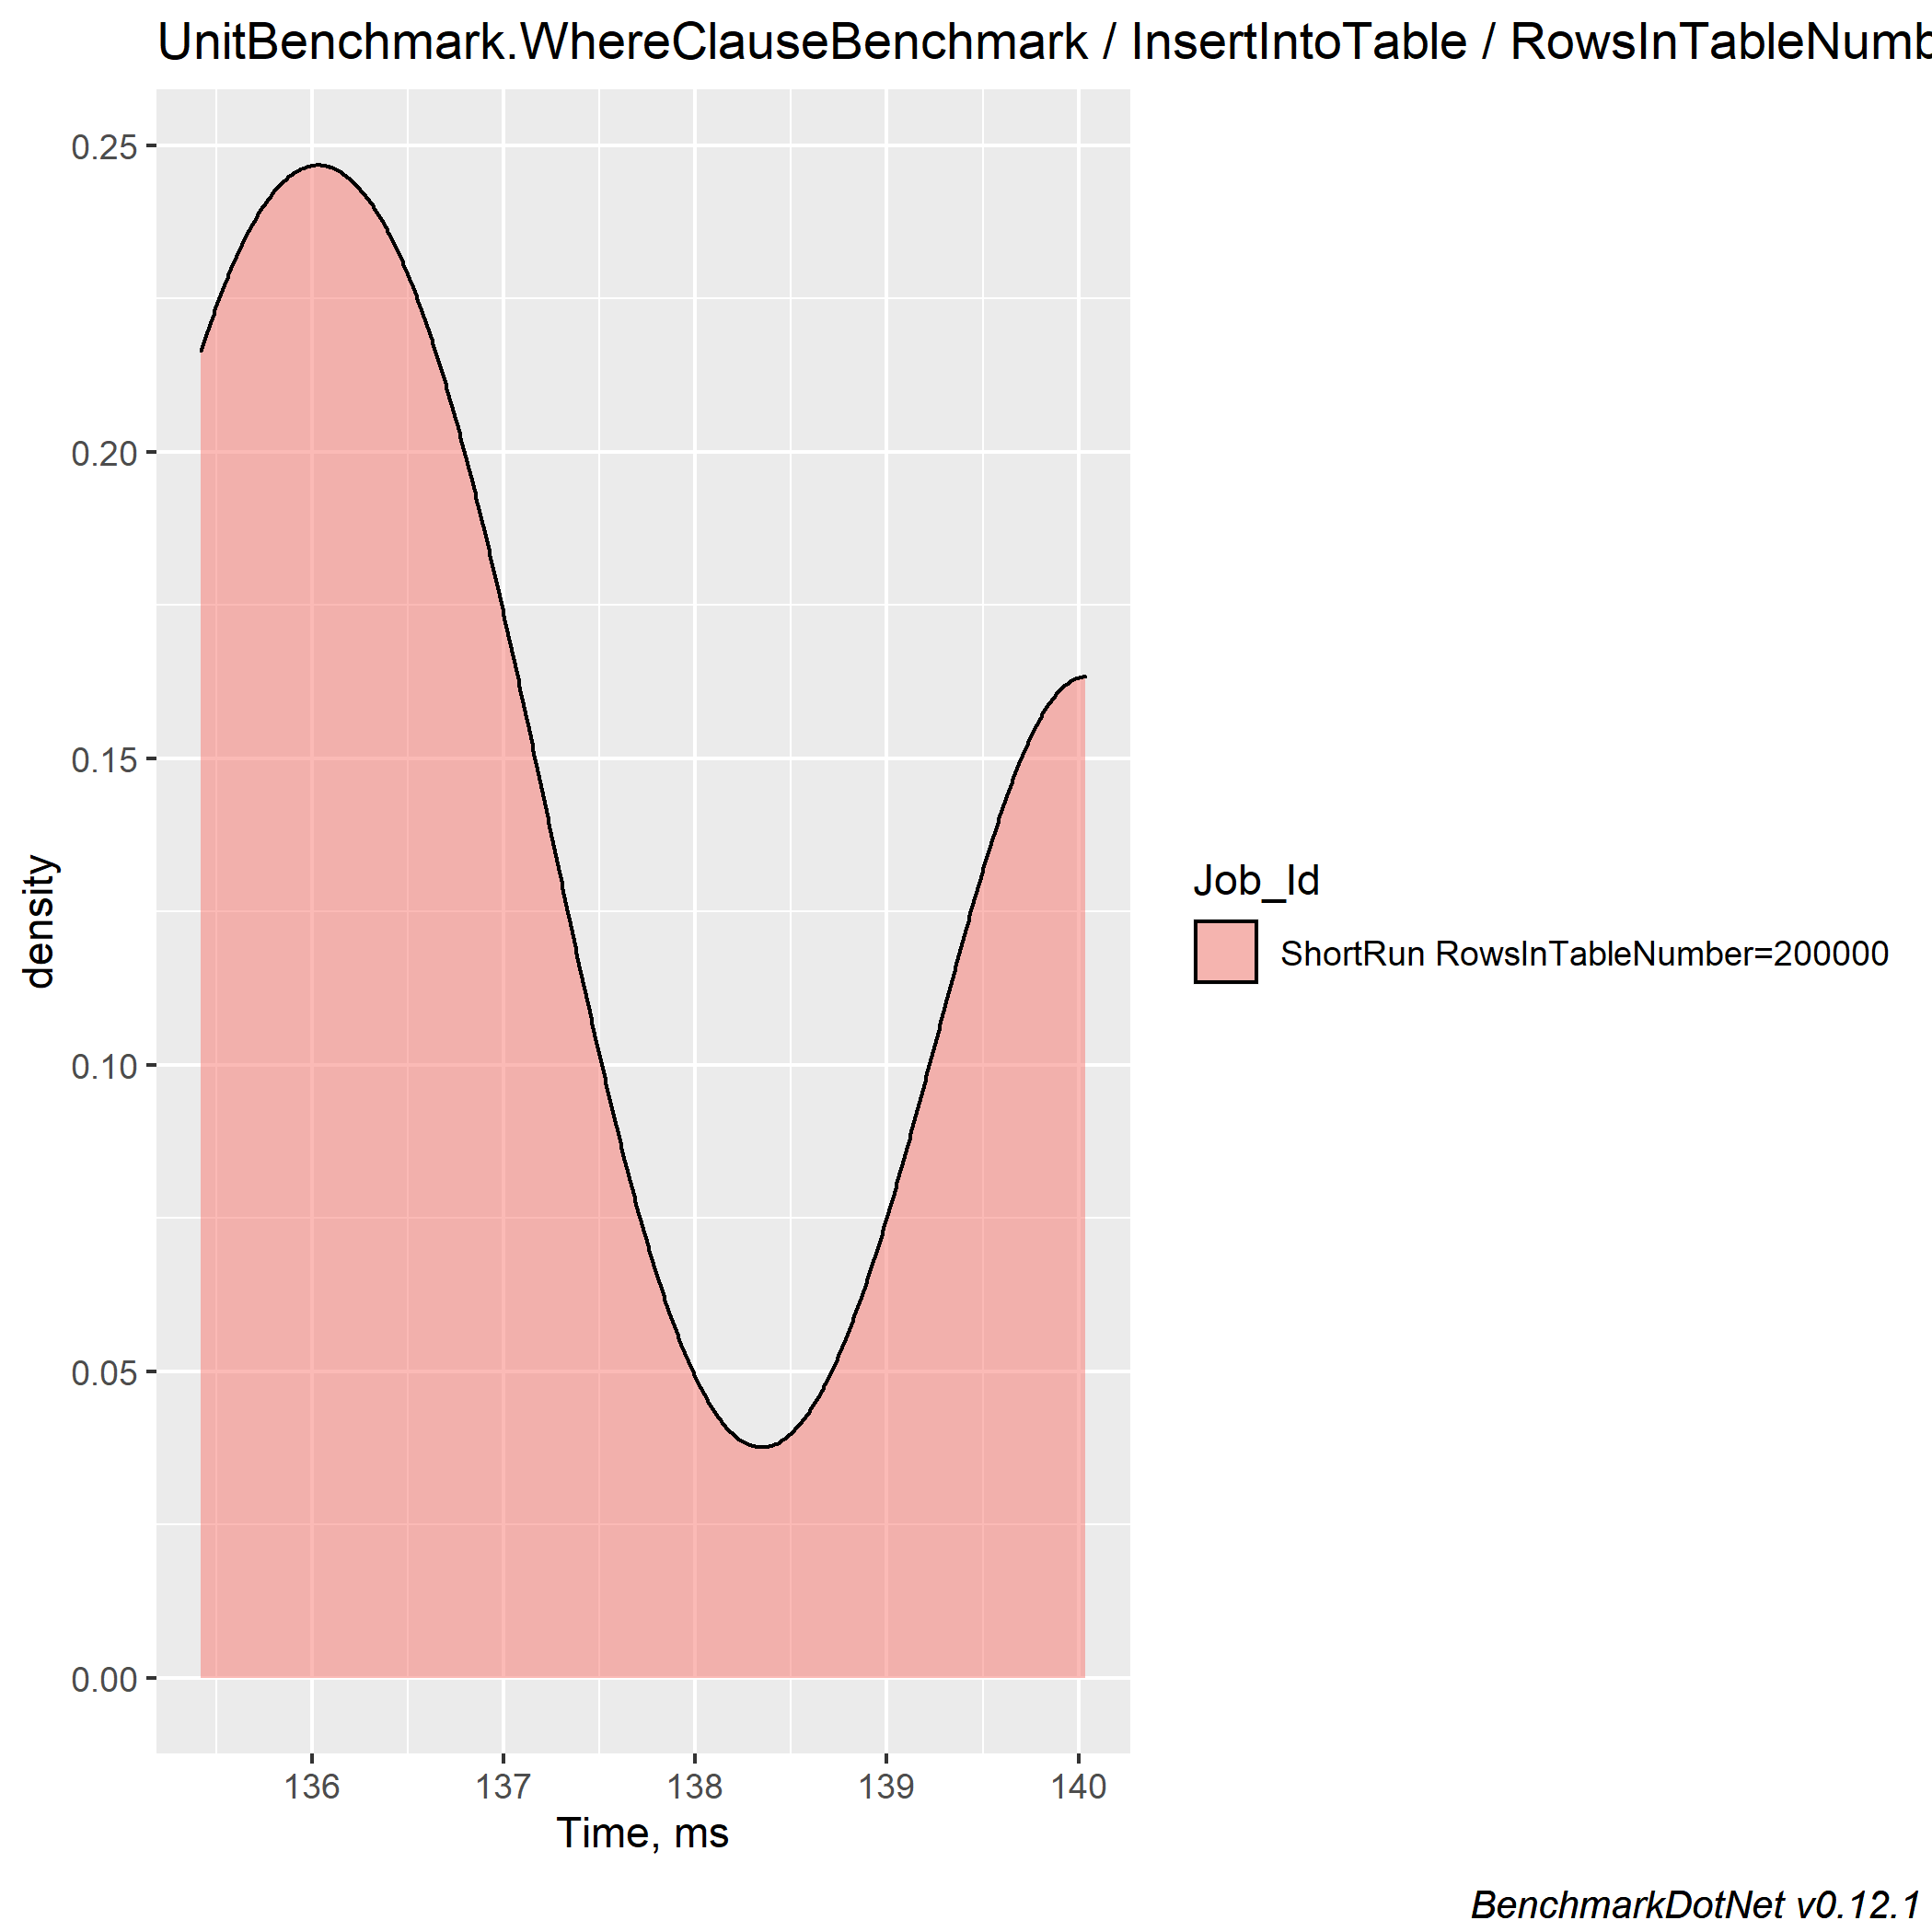 UnitBenchmark.WhereClauseBenchmark / InsertIntoTable / RowsInTableNumb
0.25
0.20
0.15
0.10
0.05
0.00
density
136 137 138 139 140
Time, ms
Job_Id
ShortRun RowsInTableNumber=200000
BenchmarkDotNet v0.12.1